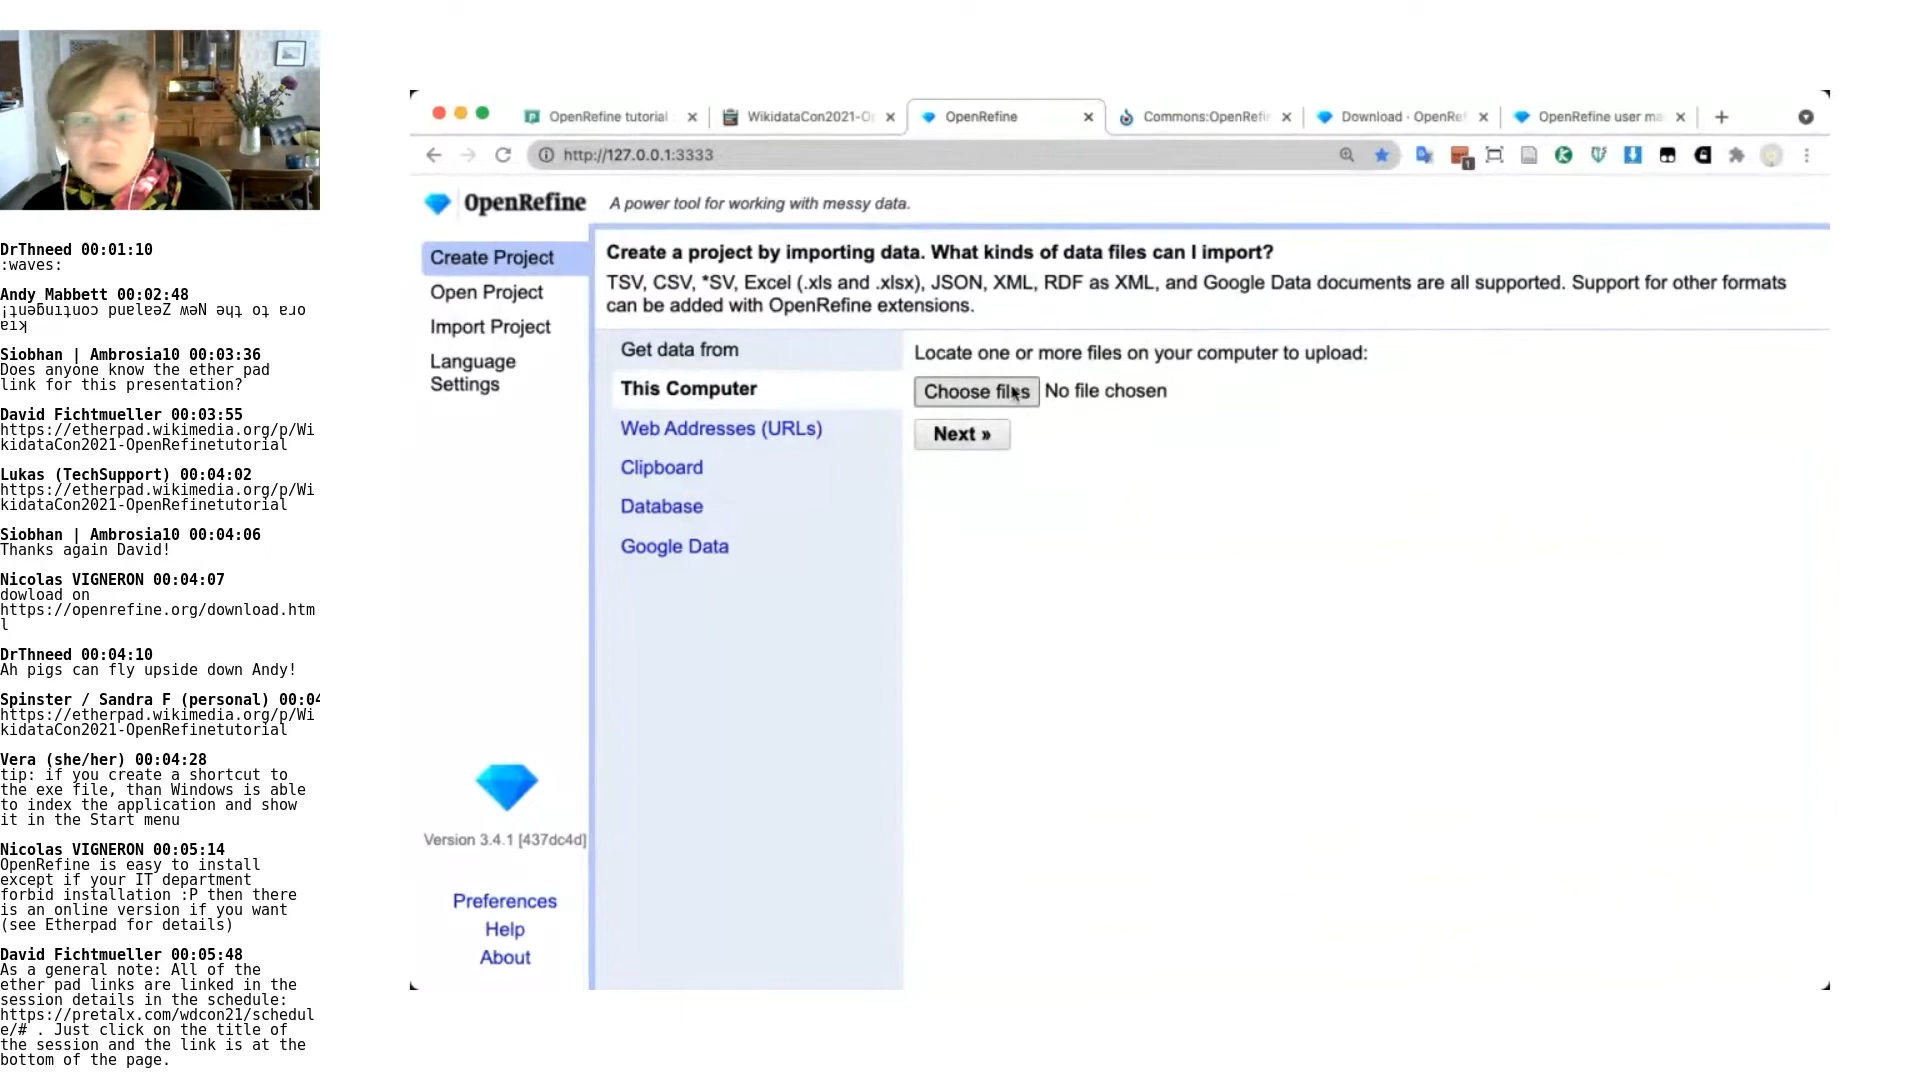 DrThneed 00:01:10
:waves:
Andy Mabbett 00:02:48
¡ʇuǝƃuıʇuoɔ puɐlɐǝZ ʍǝN ǝɥʇ oʇ ɐɹo
ɐıʞ
Siobhan | Ambrosia10 00:03:36
Does anyone know the ether pad
link for this presentation?
David Fichtmueller 00:03:55
https://etherpad.wikimedia.org/p/Wi
kidataCon2021-OpenRefinetutorial
Lukas (TechSupport) 00:04:02
https://etherpad.wikimedia.org/p/Wi
kidataCon2021-OpenRefinetutorial
Siobhan | Ambrosia10 00:04:06
Thanks again David!
Nicolas VIGNERON 00:04:07
dowload on
https://openrefine.org/download.htm
l
DrThneed 00:04:10
Ah pigs can fly upside down Andy!
Spinster / Sandra F (personal) 00:04
https://etherpad.wikimedia.org/p/Wi
kidataCon2021-OpenRefinetutorial
Vera (she/her) 00:04:28
tip: if you create a shortcut to
the exe file, than Windows is able
to index the application and show
it in the Start menu
Nicolas VIGNERON 00:05:14
OpenRefine is easy to install
except if your IT department
forbid installation :P then there
is an online version if you want
(see Etherpad for details)
David Fichtmueller 00:05:48
As a general note: All of the
ether pad links are linked in the
session details in the schedule:
https://pretalx.com/wdcon21/schedul
e/# . Just click on the title of
the session and the link is at the
bottom of the page.
OpenRefine tutorial WikidataCon2021-O OpenRefine Commons:OpenRefi Download · OpenRef OpenRefine user ma
http://127.0.0.1:3333
OpenRefine A power tool for working with messy data.
Create Project
Open Project
Import Project
Language
Settings
Version 3.4.1 [437dc4d]
Preferences
Help
About
Create a project by importing data. What kinds of data files can I import?
TSV, CSV, *SV, Excel (.xls and .xlsx), JSON, XML, RDF as XML, and Google Data documents are all supported. Support for other formats
can be added with OpenRefine extensions.
Get data from
This Computer
Web Addresses (URLs)
Clipboard
Database
Google Data
Locate one or more files on your computer to upload:
Choose files No file chosen
Next »